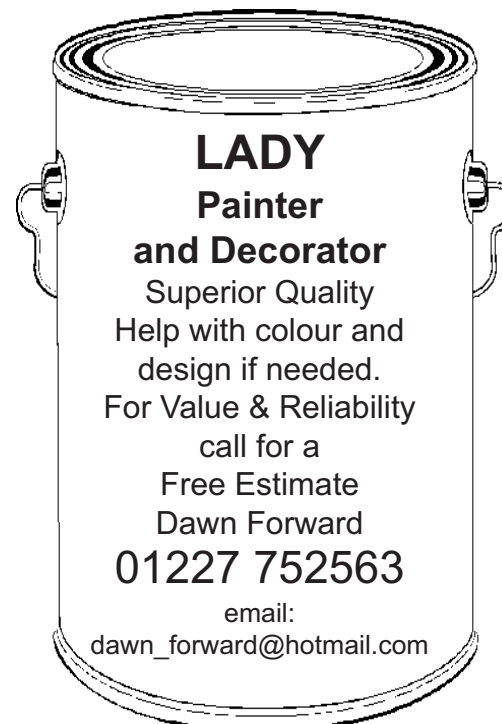 LADY
Painter
and Decorator
Superior Quality
Help with colour and
design if needed.
For Value & Reliability
call for a
Free Estimate
Dawn Forward
01227 752563
email:
dawn_forward@hotmail.com